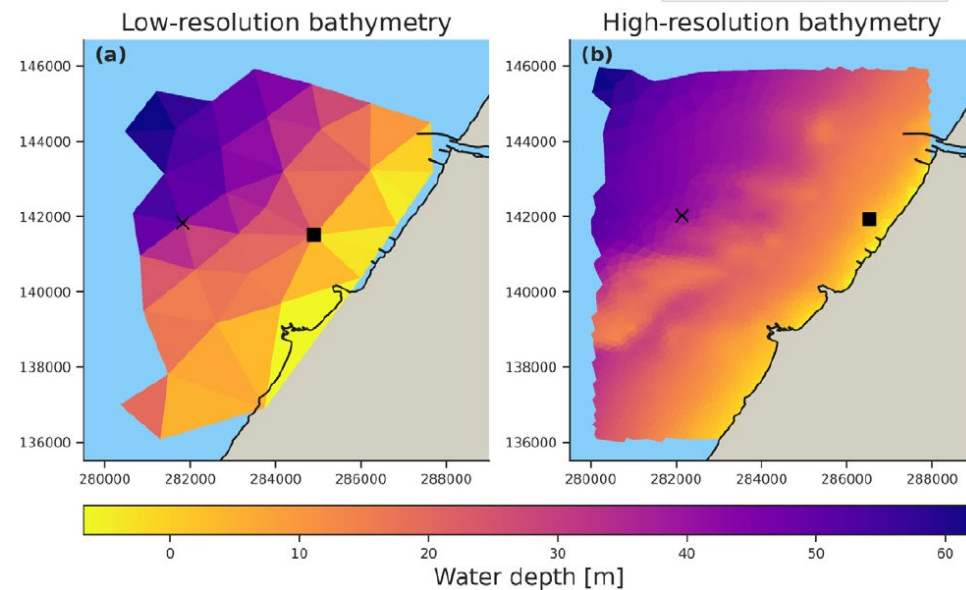 Low-resolution bathymetry
High-resolution bathymetry
(a)
146000
144000
142000
140000
138000
136000
280000 282000 284000 286000 288000
(b)
146000
144000
142000
140000
138000
136000
280000 282000 284000 286000 288000
0 10 20 30 40 50 60
Water depth [m]